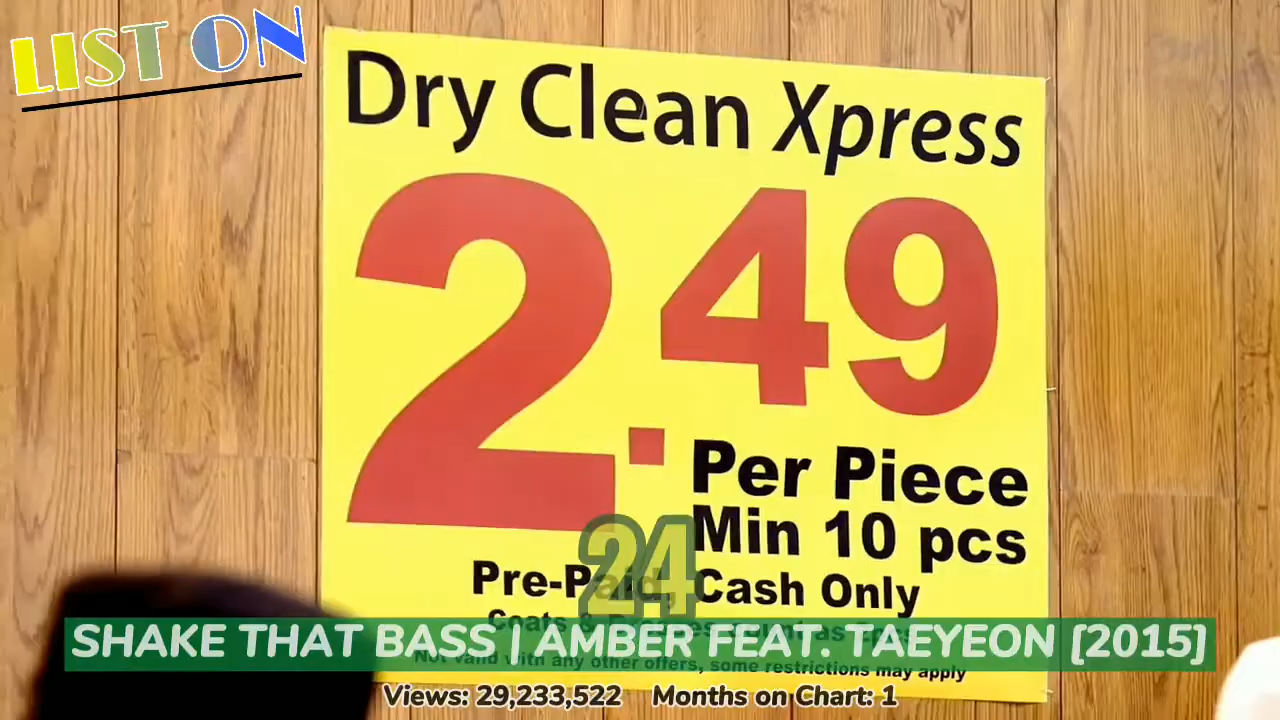 LIST ON
Dry Clean Xpress
2.49
Per Piece
Min 10 pcs
Pre-Paid, Cash Only
24
Coats &
SHAKE THAT BASS | AMBER FEAT. TAEYEON [2015]
Not valid with any other offers, some restrictions may apply
Views: 29,233,522 Months on Chart: 1